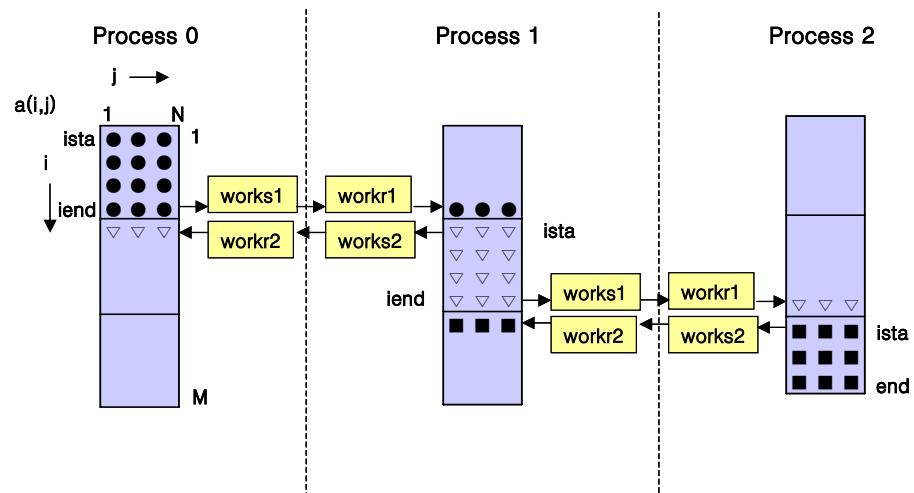 Process 0
Process 1
Process 2
j
a(i,j)
1
N
ista
1
i
iend
M
works1
workr1
workr2
works2
ista
iend
works1
workr1
workr2
works2
ista
end